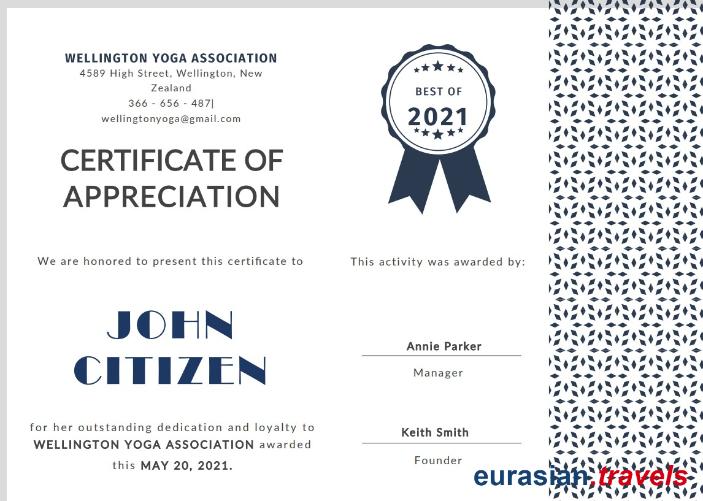 WELLINGTON YOGA ASSOCIATION
4589 High Street, Wellington, New
Zealand
366 - 656 - 487]
wellingtonyoga@gmail.com
CERTIFICATE OF
APPRECIATION
We are honored to present this certificate to
JOHN
CITIZEN
for her outstanding dedication and loyalty to
WELLINGTON YOGA ASSOCIATION awarded
this MAY 20, 2021.
BEST OF
2021
This activity was awarded by:
Annie Parker
Manager
Keith Smith
Founder
eurasian.travels